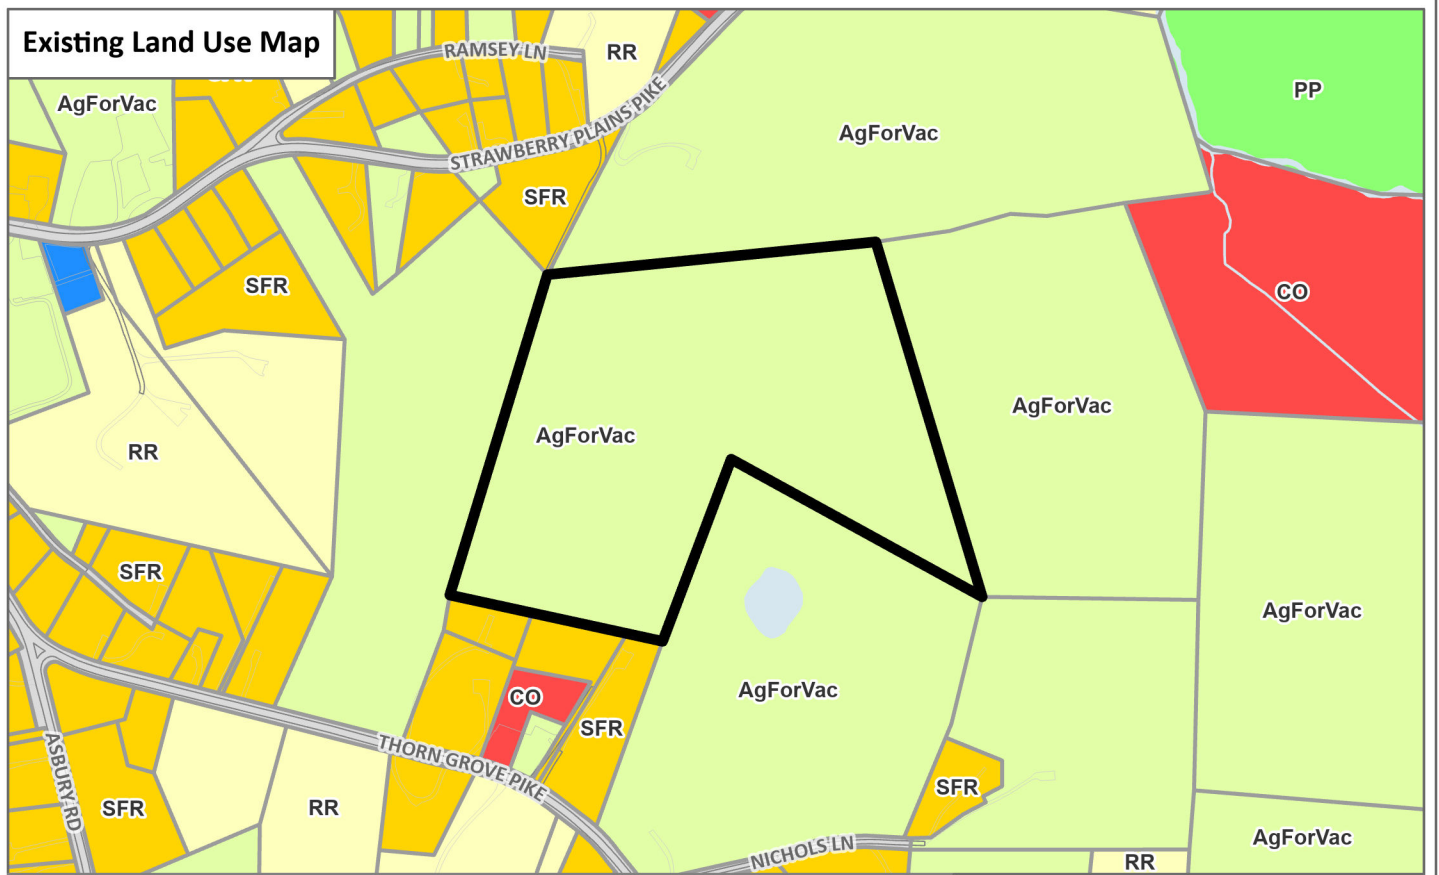 Existing Land Use Map
RAMSEY LN
RR
PP
AgForVac
AgForVac
STRAWBERRY PLAINS PIKE
SFR
SFR
CO
AgForVac
AgForVac
RR
SFR
AgForVac
AgForVac
CO
SFR
THORN GROVE PIKE
ASBURY RD
SFR
RR
SFR
NICHOLS LN
AgForVac
RR